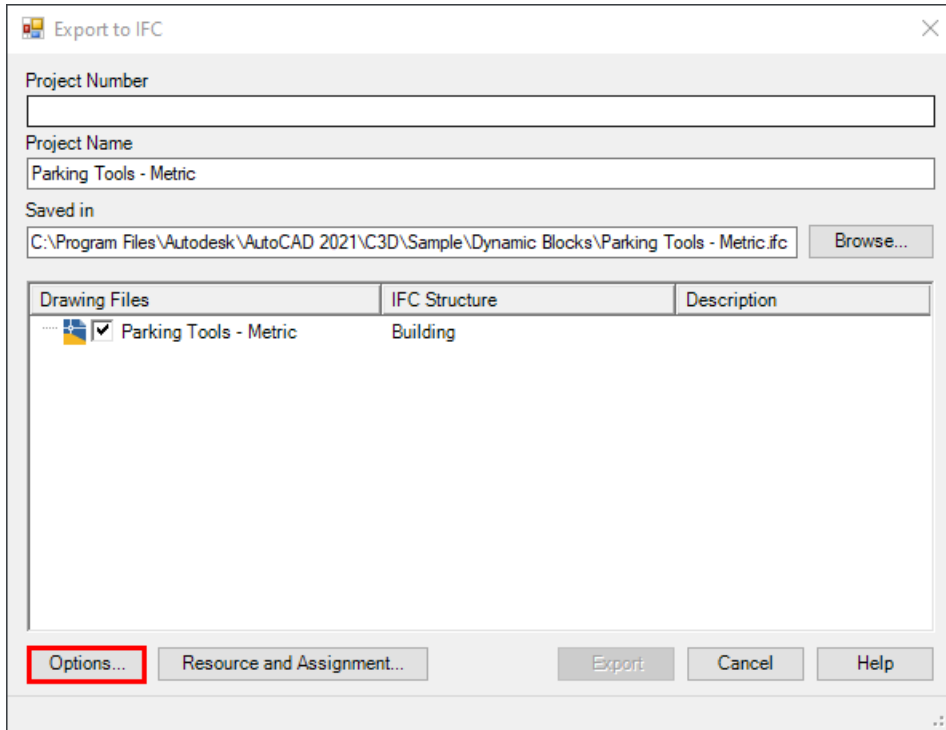 Export to IFC
Project Number
Project Name
Parking Tools - Metric
Saved in
C:\Program Files\Autodesk\AutoCAD 2021\C3D\Sample\Dynamic Blocks\Parking Tools - Metric.ifc Browse...
Drawing Files IFC Structure Description
Parking Tools - Metric Building
Options... Resource and Assignment... Export Cancel Help